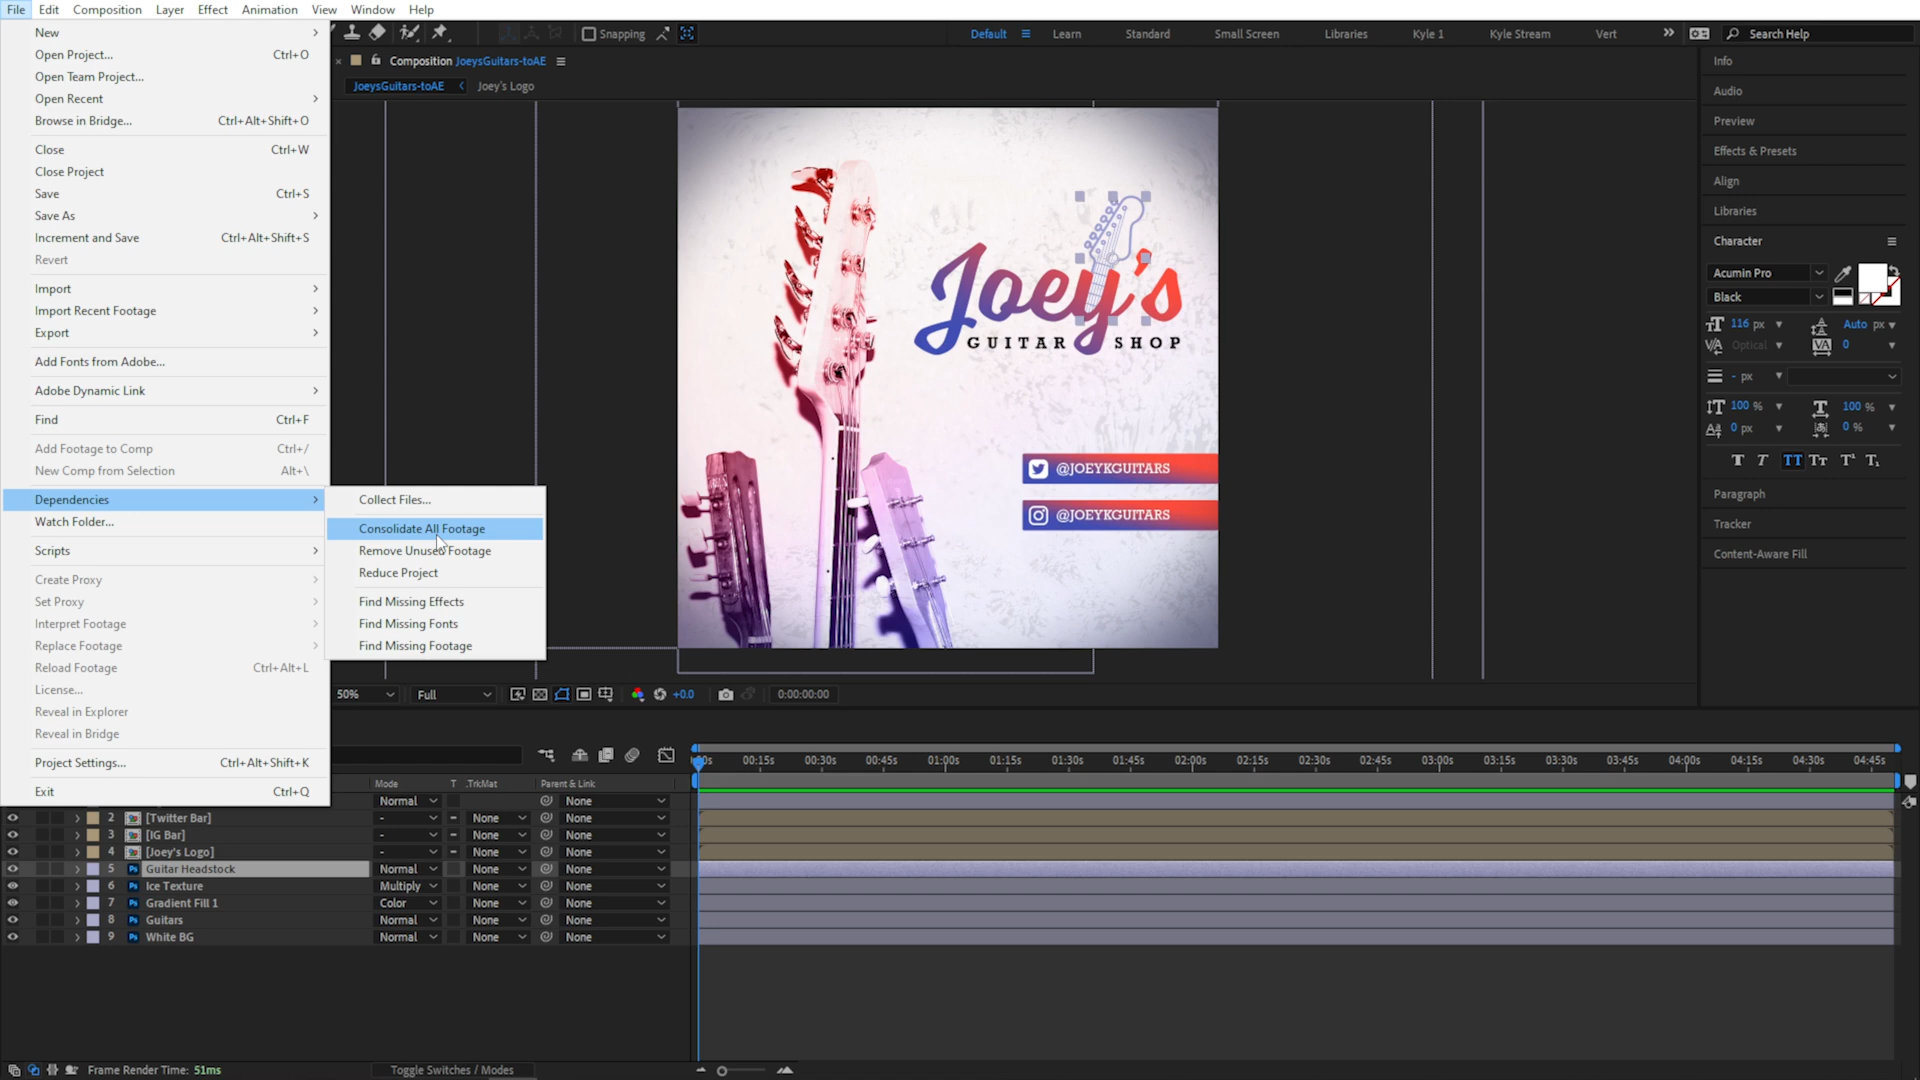 File Edit Composition Layer Effect Animation View Window Help
New
Open Project... Ctrl+O
Open Team Project...
Open Recent
Browse in Bridge... Ctrl+Alt+Shift+O
Close Ctrl+W
Close Project
Save Ctrl+S
Save As
Increment and Save Ctrl+Alt+Shift+S
Revert
Import
Import Recent Footage
Export
Add Fonts from Adobe...
Adobe Dynamic Link
Find Ctrl+F
Add Footage to Comp Ctrl+/
New Comp from Selection Alt+\
Dependencies
Watch Folder...
Scripts
Create Proxy
Set Proxy
Interpret Footage
Replace Footage
Reload Footage Ctrl+Alt+L
License...
Reveal in Explorer
Reveal in Bridge
Project Settings... Ctrl+Alt+Shift+K
Exit Ctrl+Q
Collect Files...
Consolidate All Footage
Remove Unused Footage
Reduce Project
Find Missing Effects
Find Missing Fonts
Find Missing Footage
Snapping Default Learn Standard Small Screen Libraries Kyle 1 Kyle Stream Vert Search Help
Composition JoeysGuitars-toAE
JoeysGuitars-toAE Joey's Logo
Joey's
GUITAR SHOP
@JOEYKGUITARS
@JOEYKGUITARS
50% Full +0.0 0:00:00:00
Info
Audio
Preview
Effects & Presets
Align
Libraries
Character
Acumin Pro
Black
116 px Auto px
Optical 0
- px
100 % 100 %
0 px 0 %
Paragraph
Tracker
Content-Aware Fill
00:15s 00:30s 00:45s 01:00s 01:15s 01:30s 01:45s 02:00s 02:15s 02:30s 02:45s 03:00s 03:15s 03:30s 03:45s 04:00s 04:15s 04:30s 04:45s
Mode T .TrkMat Parent & Link
Normal None
2 [Twitter Bar] - None None
3 [IG Bar] - None None
4 [Joey's Logo] - None None
5 Ps Guitar Headstock Normal None None
6 Ps Ice Texture Multiply None None
7 Ps Gradient Fill 1 Color None None
8 Ps Guitars Normal None None
9 Ps White BG Normal None None
Frame Render Time: 51ms Toggle Switches / Modes